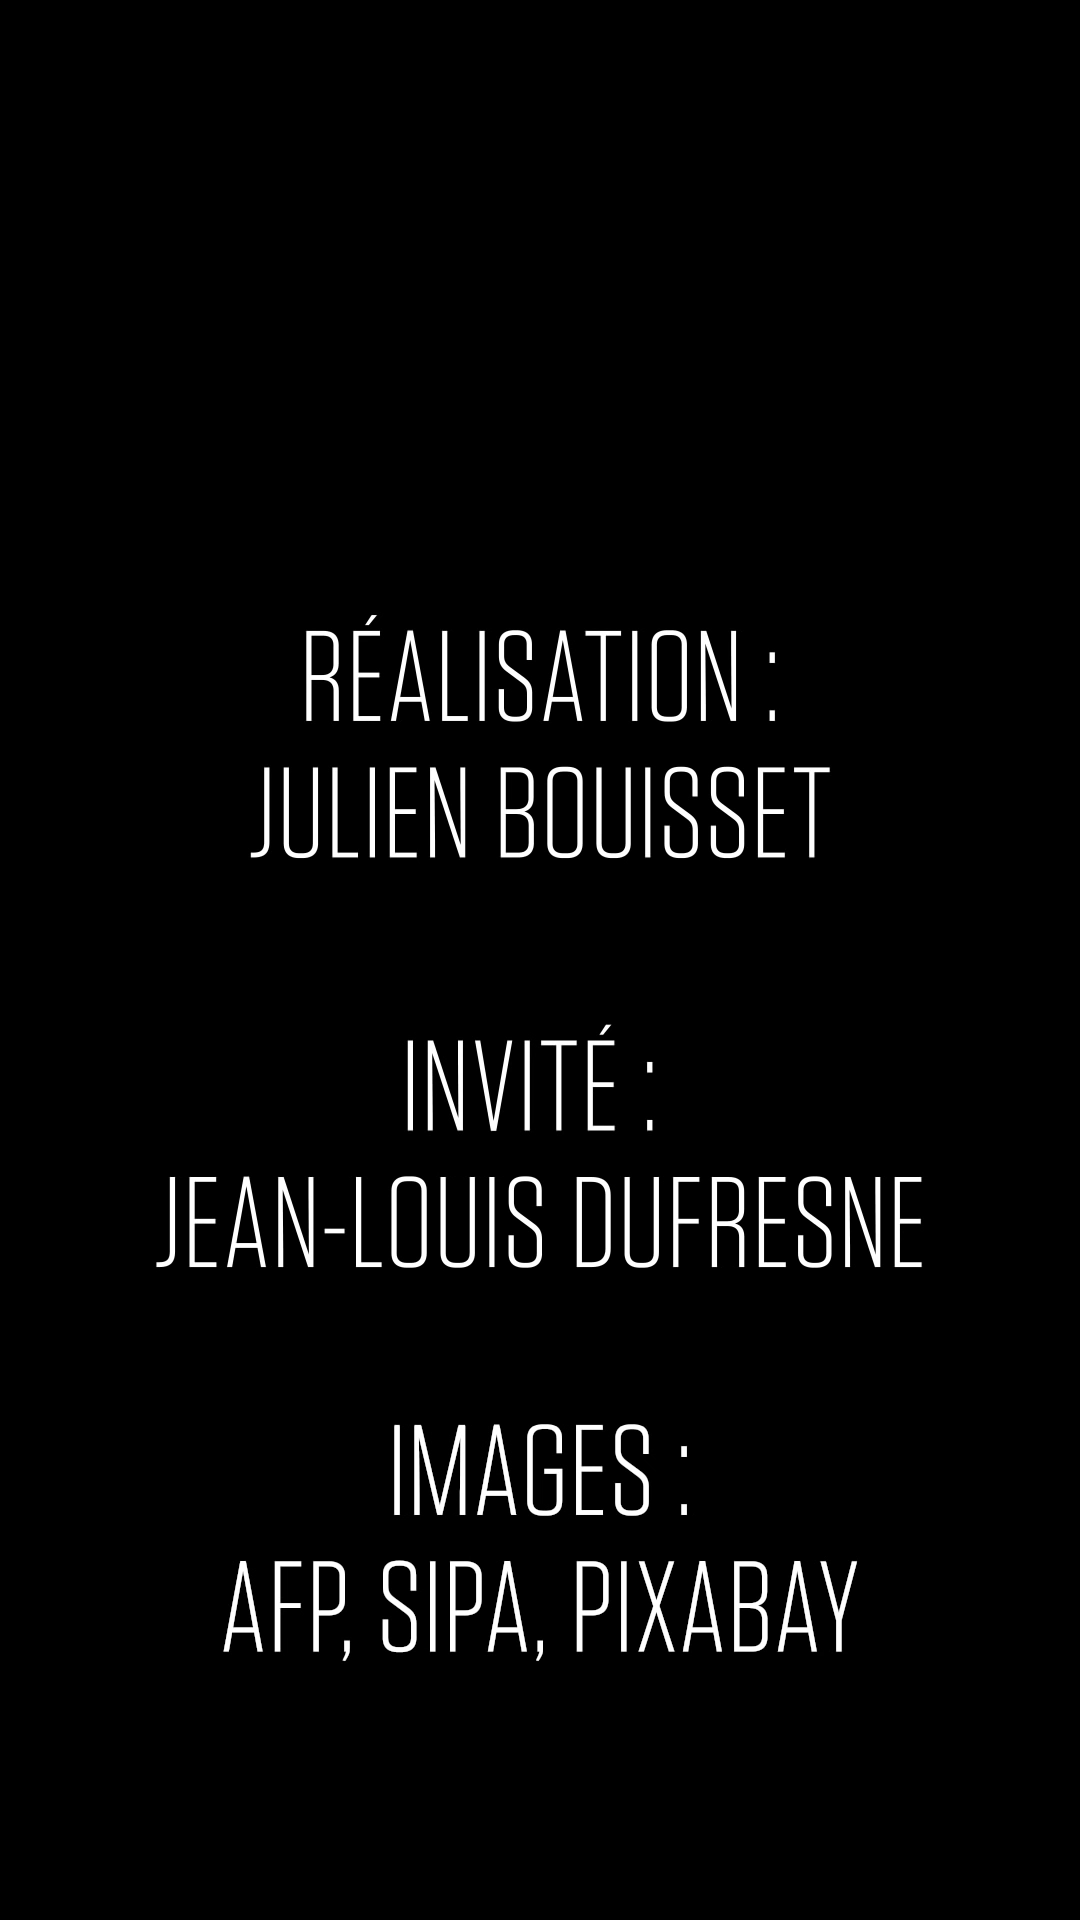 RÉALISATION :
JULIEN BOUISSET
INVITÉ :
JEAN-LOUIS DUFRESNE
IMAGES :
AFP, SIPA, PIXABAY